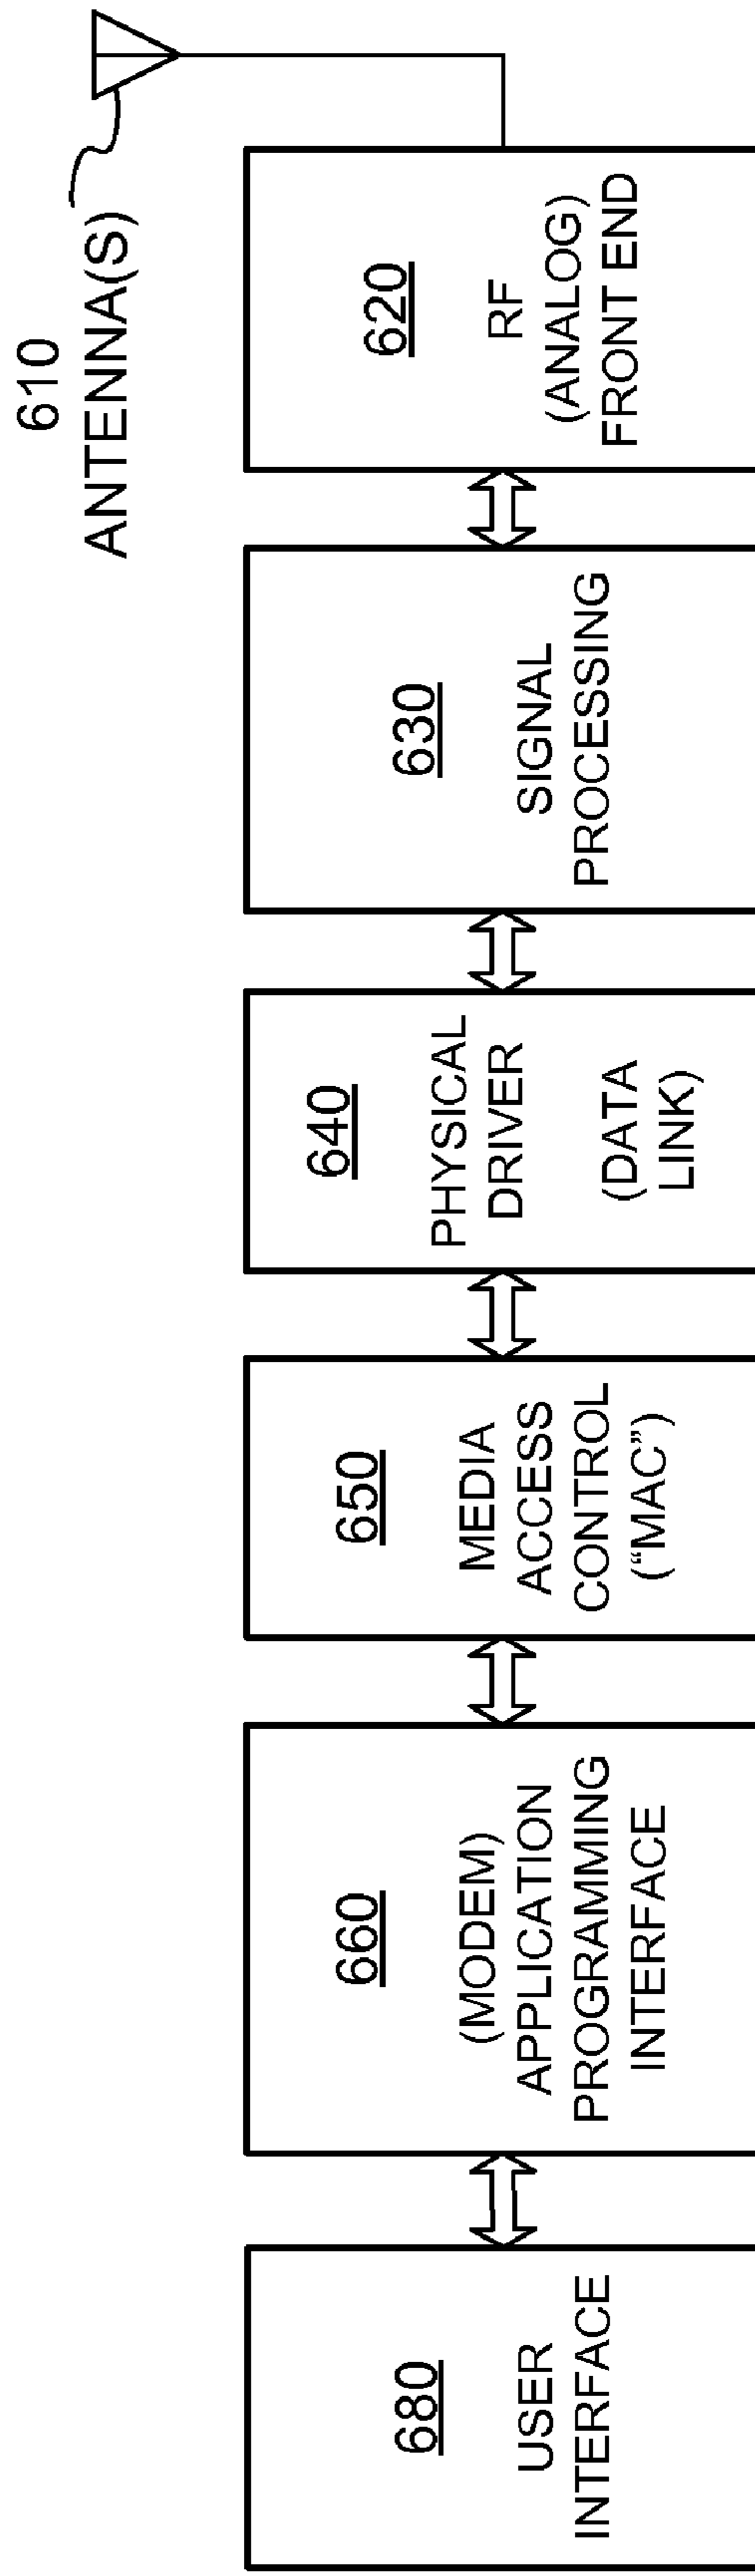 610
ANTENNA(S)
680
USER
INTERFACE
660
(MODEM)
APPLICATION
PROGRAMMING
INTERFACE
650
MEDIA
ACCESS
CONTROL
(“MAC”)
640
PHYSICAL
DRIVER
(DATA
LINK)
630
SIGNAL
PROCESSING
620
RF
(ANALOG)
FRONT END